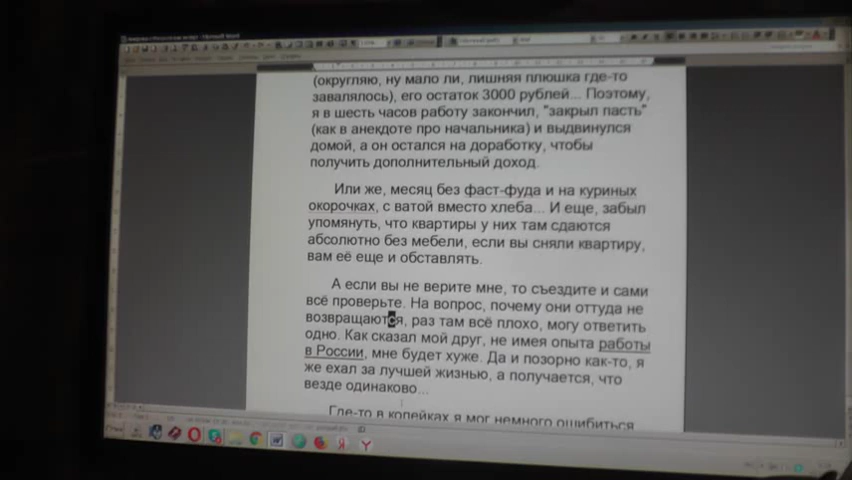 (округляю, ну мало ли, лишняя плюшка где-то
завалялось), его остаток 3000 рублей... Поэтому,
я в шесть часов работу закончил, "закрыл пасть"
(как в анекдоте про начальника) и выдвинулся
домой, а он остался на доработку, чтобы
получить дополнительный доход.
Или же, месяц без фаст-фуда и на куриных
окорочках, с ватой вместо хлеба... И еще, забыл
упомянуть, что квартиры у них там сдаются
абсолютно без мебели, если вы сняли квартиру,
вам её еще и обставлять.
А если вы не верите мне, то съездите и сами
всё проверьте. На вопрос, почему они оттуда не
возвращаются, раз там всё плохо, могу ответить
одно. Как сказал мой друг, не имея опыта работы
в России, мне будет хуже. Да и позорно как-то, я
же ехал за лучшей жизнью, а получается, что
везде одинаково...
Где-то в копейках я мог немного ошибиться